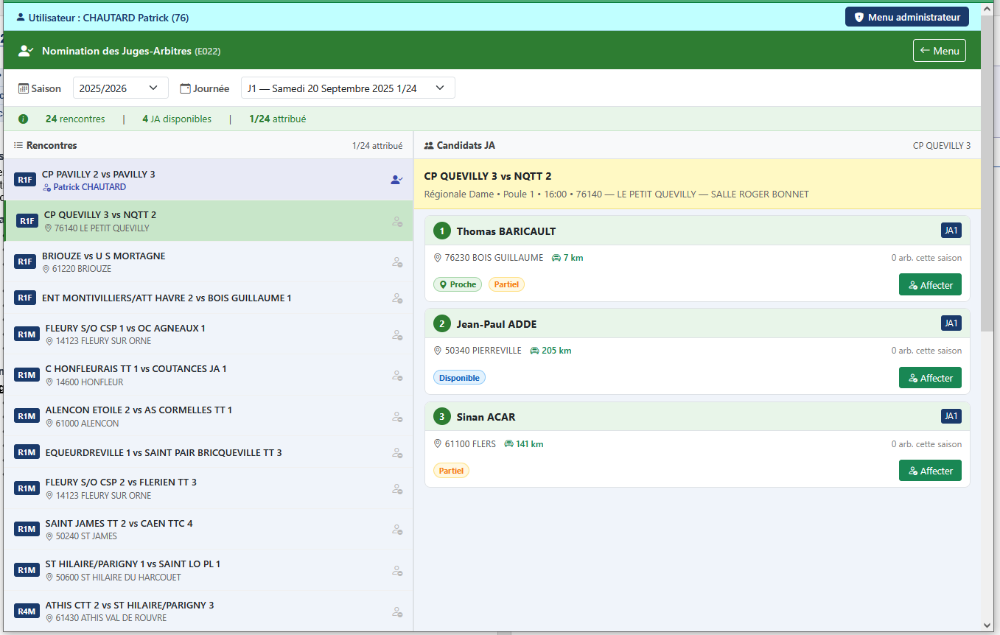 Utilisateur : CHAUTARD Patrick (76)
Menu administrateur
Nomination des Juges-Arbitres (E022)
← Menu
Saison
2025/2026
Journée
J1 — Samedi 20 Septembre 2025 1/24
24 rencontres | 4 JA disponibles | 1/24 attribué
Rencontres
1/24 attribué
R1F
CP PAVILLY 2 vs PAVILLY 3
Patrick CHAUTARD
R1F
CP QUEVILLY 3 vs NQTT 2
76140 LE PETIT QUEVILLY
R1F
BRIOUZE vs U S MORTAGNE
61220 BRIOUZE
R1F
ENT MONTIVILLIERS/ATT HAVRE 2 vs BOIS GUILLAUME 1
R1M
FLEURY S/O CSP 1 vs OC AGNEAUX 1
14123 FLEURY SUR ORNE
R1M
C HONFLEURAIS TT 1 vs COUTANCES JA 1
14600 HONFLEUR
R1M
ALENCON ETOILE 2 vs AS CORMELLES TT 1
61000 ALENCON
R1M
EQUEURDREVILLE 1 vs SAINT PAIR BRICQUEVILLE TT 3
R1M
FLEURY S/O CSP 2 vs FLERIEN TT 3
14123 FLEURY SUR ORNE
R1M
SAINT JAMES TT 2 vs CAEN TTC 4
50240 ST JAMES
R1M
ST HILAIRE/PARIGNY 1 vs SAINT LO PL 1
50600 ST HILAIRE DU HARCOUET
R4M
ATHIS CTT 2 vs ST HILAIRE/PARIGNY 3
61430 ATHIS VAL DE ROUVRE
Candidats JA
CP QUEVILLY 3
CP QUEVILLY 3 vs NQTT 2
Régionale Dame • Poule 1 • 16:00 • 76140 — LE PETIT QUEVILLY — SALLE ROGER BONNET
1 Thomas BARICAULT
JA1
76230 BOIS GUILLAUME 7 km
0 arb. cette saison
Proche Partiel
Affecter
2 Jean-Paul ADDE
JA1
50340 PIERREVILLE 205 km
0 arb. cette saison
Disponible
Affecter
3 Sinan ACAR
JA1
61100 FLERS 141 km
0 arb. cette saison
Partiel
Affecter